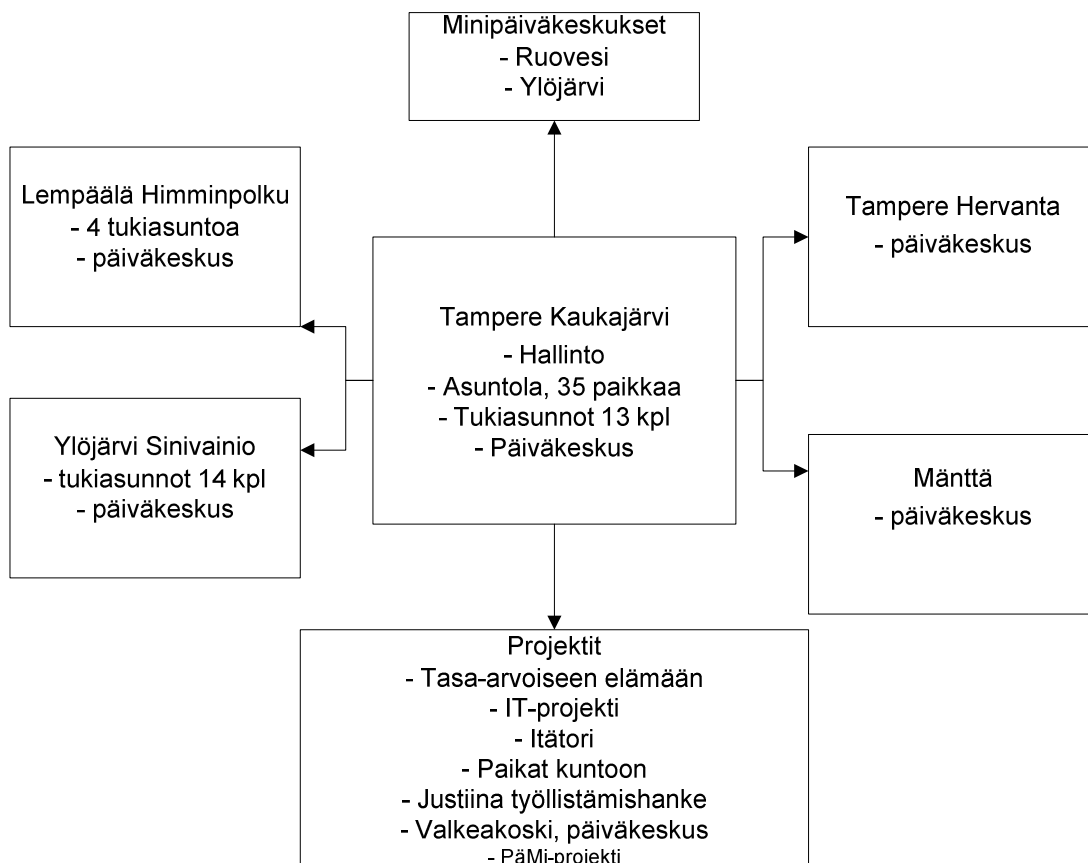 Minipäiväkeskukset
- Ruovesi
- Ylöjärvi
Lempäälä Himminpolku
- 4 tukiasuntoa
- päiväkeskus
Tampere Hervanta
- päiväkeskus
Tampere Kaukajärvi
- Hallinto
- Asuntola, 35 paikkaa
- Tukiasunnot 13 kpl
- Päiväkeskus
Ylöjärvi Sinivainio
- tukiasunnot 14 kpl
- päiväkeskus
Mänttä
- päiväkeskus
Projektit
- Tasa-arvoiseen elämään
- IT-projekti
- Itätori
- Paikat kuntoon
- Justiina työllistämishanke
- Valkeakoski, päiväkeskus
- PäMi-projekti